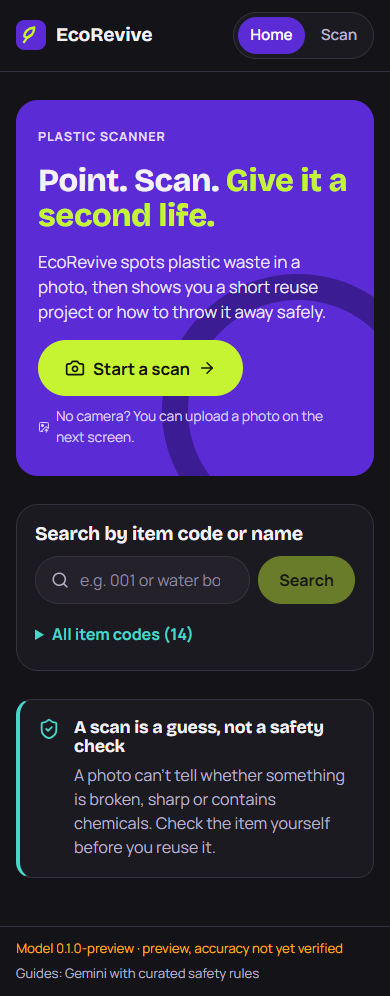 EcoRevive
Home
Scan
PLASTIC SCANNER
Point. Scan. Give it a
second life.
EcoRevive spots plastic waste in a
photo, then shows you a short reuse
project or how to throw it away safely.
Start a scan →
No camera? You can upload a photo on the
next screen.
Search by item code or name
e.g. 001 or water bo
Search
All item codes (14)
A scan is a guess, not a safety
check
A photo can't tell whether something
is broken, sharp or contains
chemicals. Check the item yourself
before you reuse it.
Model 0.1.0-preview · preview, accuracy not yet verified
Guides: Gemini with curated safety rules